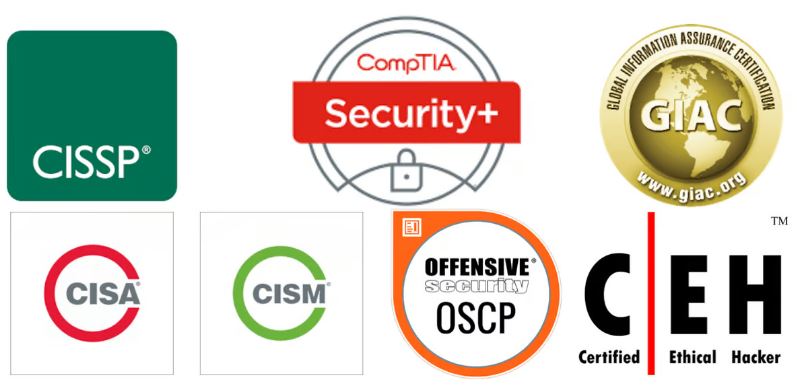 CISSP®
CompTIA
Security+
GLOBAL INFORMATION ASSURANCE CERTIFICATION
GIAC
www.giac.org
CISA®
CISM®
OFFENSIVE®
security
OSCP
TM
CEH
Certified Ethical Hacker